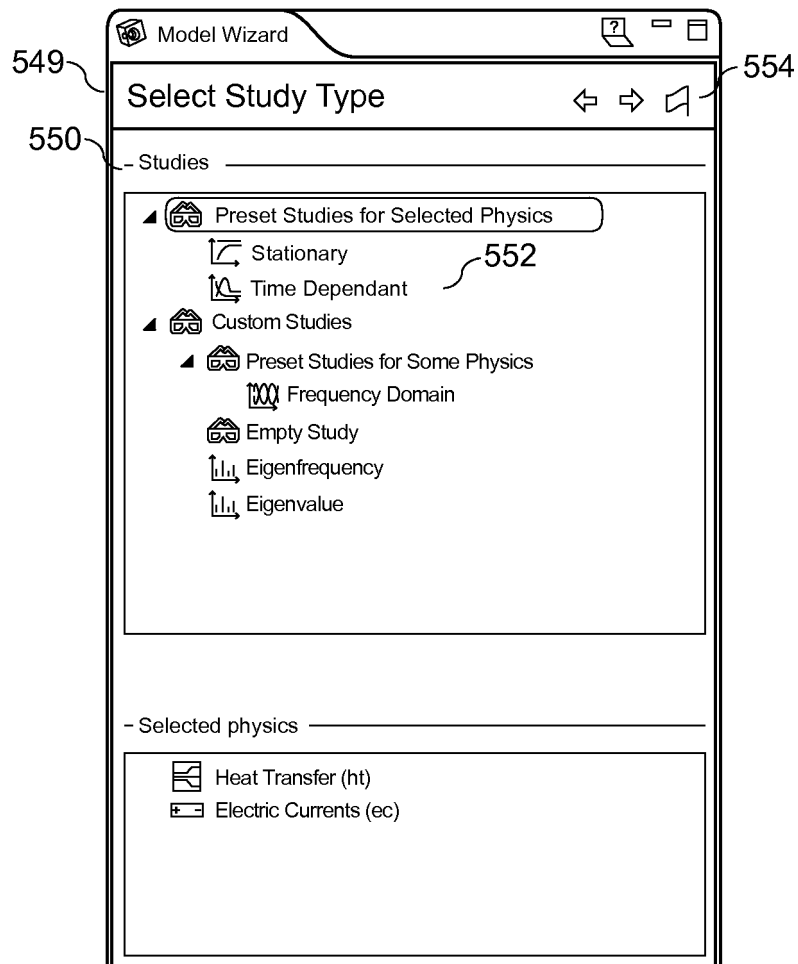 Model Wizard ?
549
Select Study Type
554
550
Studies
Preset Studies for Selected Physics
Stationary
552
Time Dependant
Custom Studies
Preset Studies for Some Physics
Frequency Domain
Empty Study
Eigenfrequency
Eigenvalue
Selected physics
Heat Transfer (ht)
Electric Currents (ec)